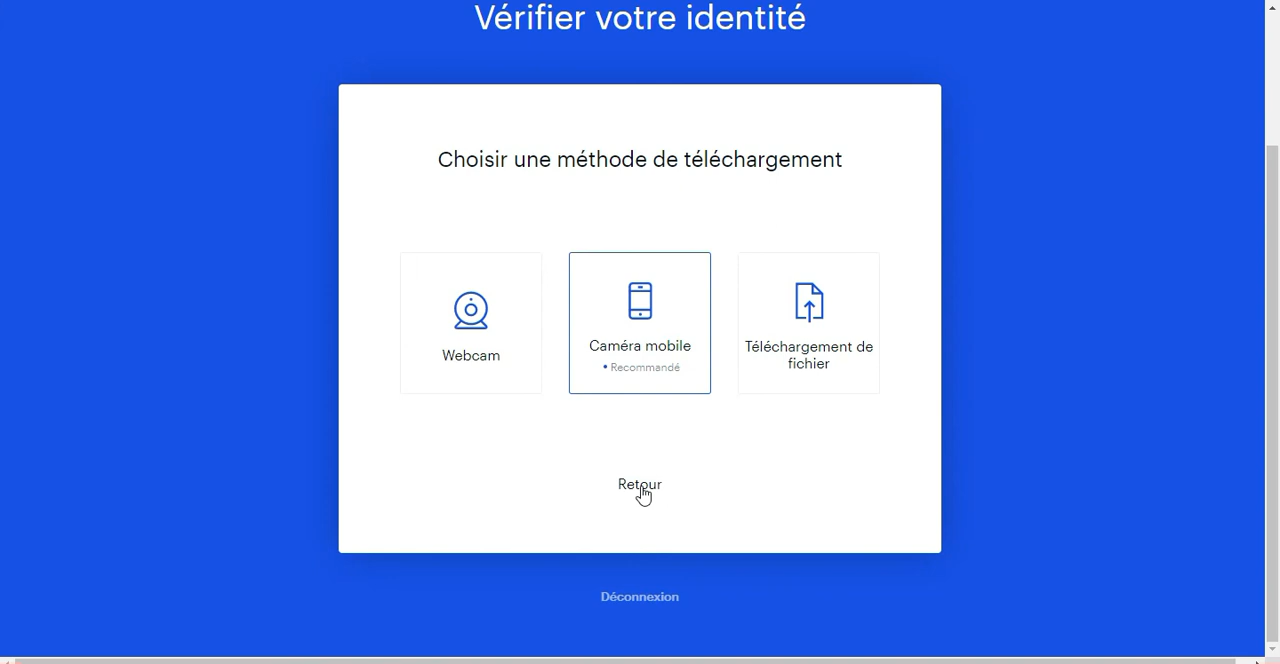 Vérifier votre identité
Choisir une méthode de téléchargement
Webcam
Caméra mobile
• Recommandé
Téléchargement de
fichier
Retour
Déconnexion